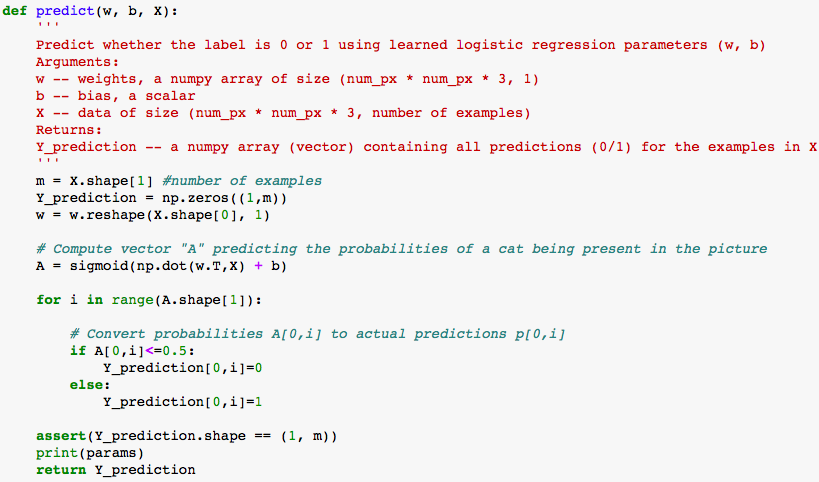 def predict(w, b, X):
    '''
    Predict whether the label is 0 or 1 using learned logistic regression parameters (w, b)
    Arguments:
    w -- weights, a numpy array of size (num_px * num_px * 3, 1)
    b -- bias, a scalar
    X -- data of size (num_px * num_px * 3, number of examples)
    Returns:
    Y_prediction -- a numpy array (vector) containing all predictions (0/1) for the examples in X
    '''
    m = X.shape[1] #number of examples
    Y_prediction = np.zeros((1,m))
    w = w.reshape(X.shape[0], 1)

    # Compute vector "A" predicting the probabilities of a cat being present in the picture
    A = sigmoid(np.dot(w.T,X) + b)

    for i in range(A.shape[1]):

        # Convert probabilities A[0,i] to actual predictions p[0,i]
        if A[0,i]<=0.5:
            Y_prediction[0,i]=0
        else:
            Y_prediction[0,i]=1

    assert(Y_prediction.shape == (1, m))
    print(params)
    return Y_prediction